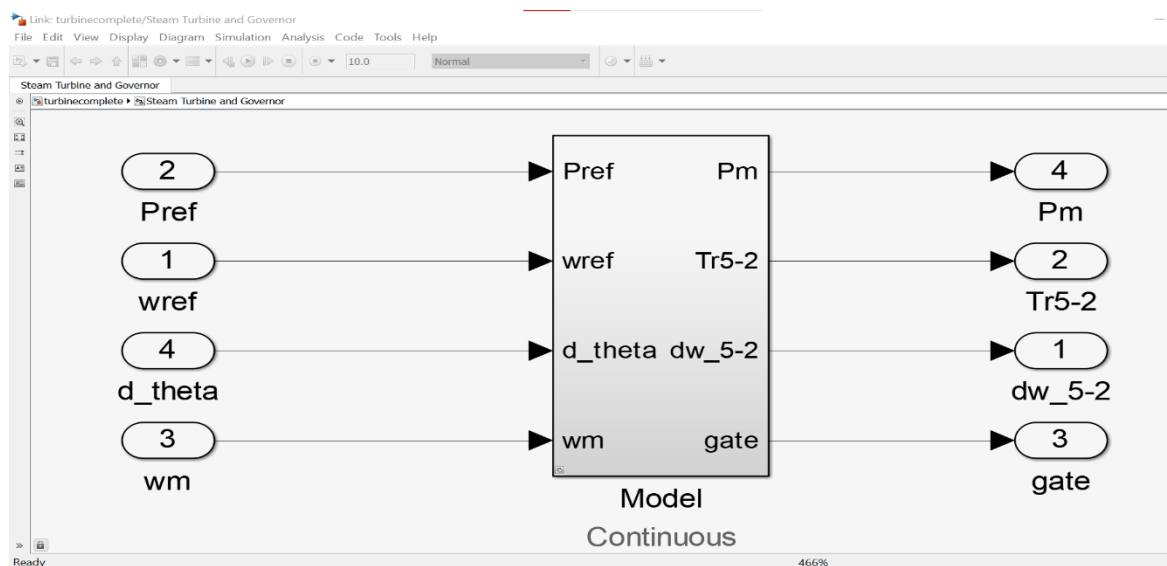 Link: turbinecomplete/Steam Turbine and Governor
File Edit View Display Diagram Simulation Analysis Code Tools Help
10.0 Normal
Steam Turbine and Governor
turbinecomplete Steam Turbine and Governor
2 Pref Pm 4
Pref Pm
1 wref Tr5-2 2
wref Tr5-2
4 d_theta dw_5-2 1
d_theta dw_5-2
3 wm gate 3
wm gate
Model
Continuous
Ready 466%